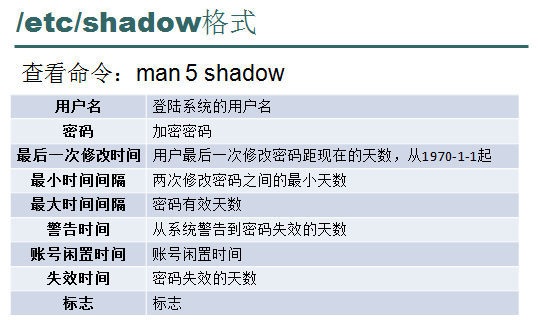 /etc/shadow格式
查看命令：man 5 shadow
用户名 登陆系统的用户名
密码 加密密码
最后一次修改时间 用户最后一次修改密码距现在的天数，从1970-1-1起
最小时间间隔 两次修改密码之间的最小天数
最大时间间隔 密码有效天数
警告时间 从系统警告到密码失效的天数
账号闲置时间 账号闲置时间
失效时间 密码失效的天数
标志 标志